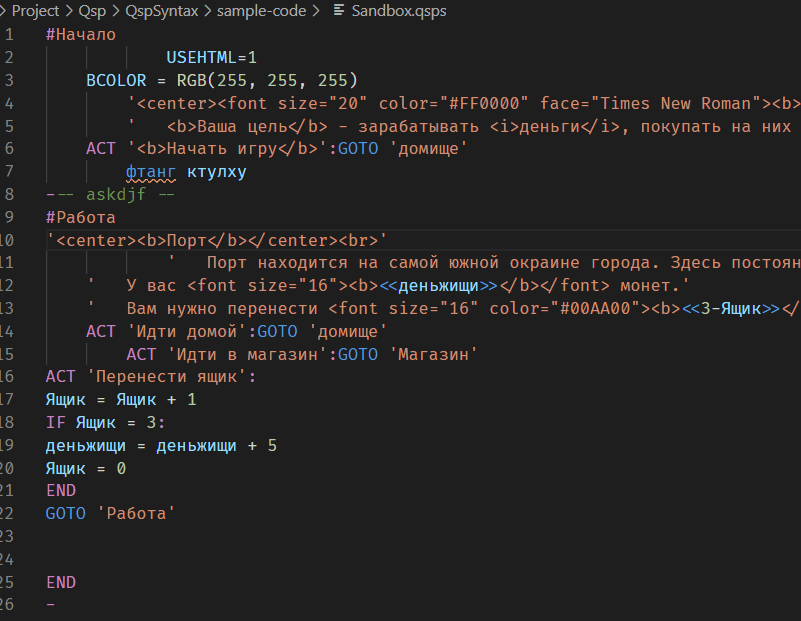 Project > Qsp > QspSyntax > sample-code > Sandbox.qsps
1 #Начало
2 USEHTML=1
3 BCOLOR = RGB(255, 255, 255)
4 '<center><font size="20" color="#FF0000" face="Times New Roman"><b>
5 '   <b>Ваша цель</b> - зарабатывать <i>деньги</i>, покупать на них
6 ACT '<b>Начать игру</b>':GOTO 'домище'
7 фтанг ктулху
8 --- askdjf --
9 #Работа
10 '<center><b>Порт</b></center><br>'
11 '   Порт находится на самой южной окраине города. Здесь постоян
12 '   У вас <font size="16"><b><<деньжищи>></b></font> монет.'
13 '   Вам нужно перенести <font size="16" color="#00AA00"><b><<3-Ящик>></
14 ACT 'Идти домой':GOTO 'домище'
15 ACT 'Идти в магазин':GOTO 'Магазин'
16 ACT 'Перенести ящик':
17 Ящик = Ящик + 1
18 IF Ящик = 3:
19 деньжищи = деньжищи + 5
20 Ящик = 0
21 END
22 GOTO 'Работа'
23
24
25 END
26 -